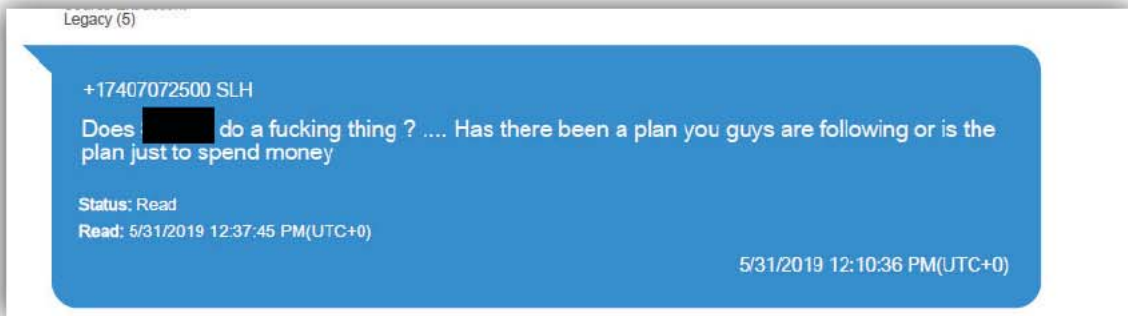 Legacy (5)
+17407072500 SLH
Does do a fucking thing ? .... Has there been a plan you guys are following or is the
plan just to spend money
Status: Read
Read: 5/31/2019 12:37:45 PM(UTC+0)
5/31/2019 12:10:36 PM(UTC+0)